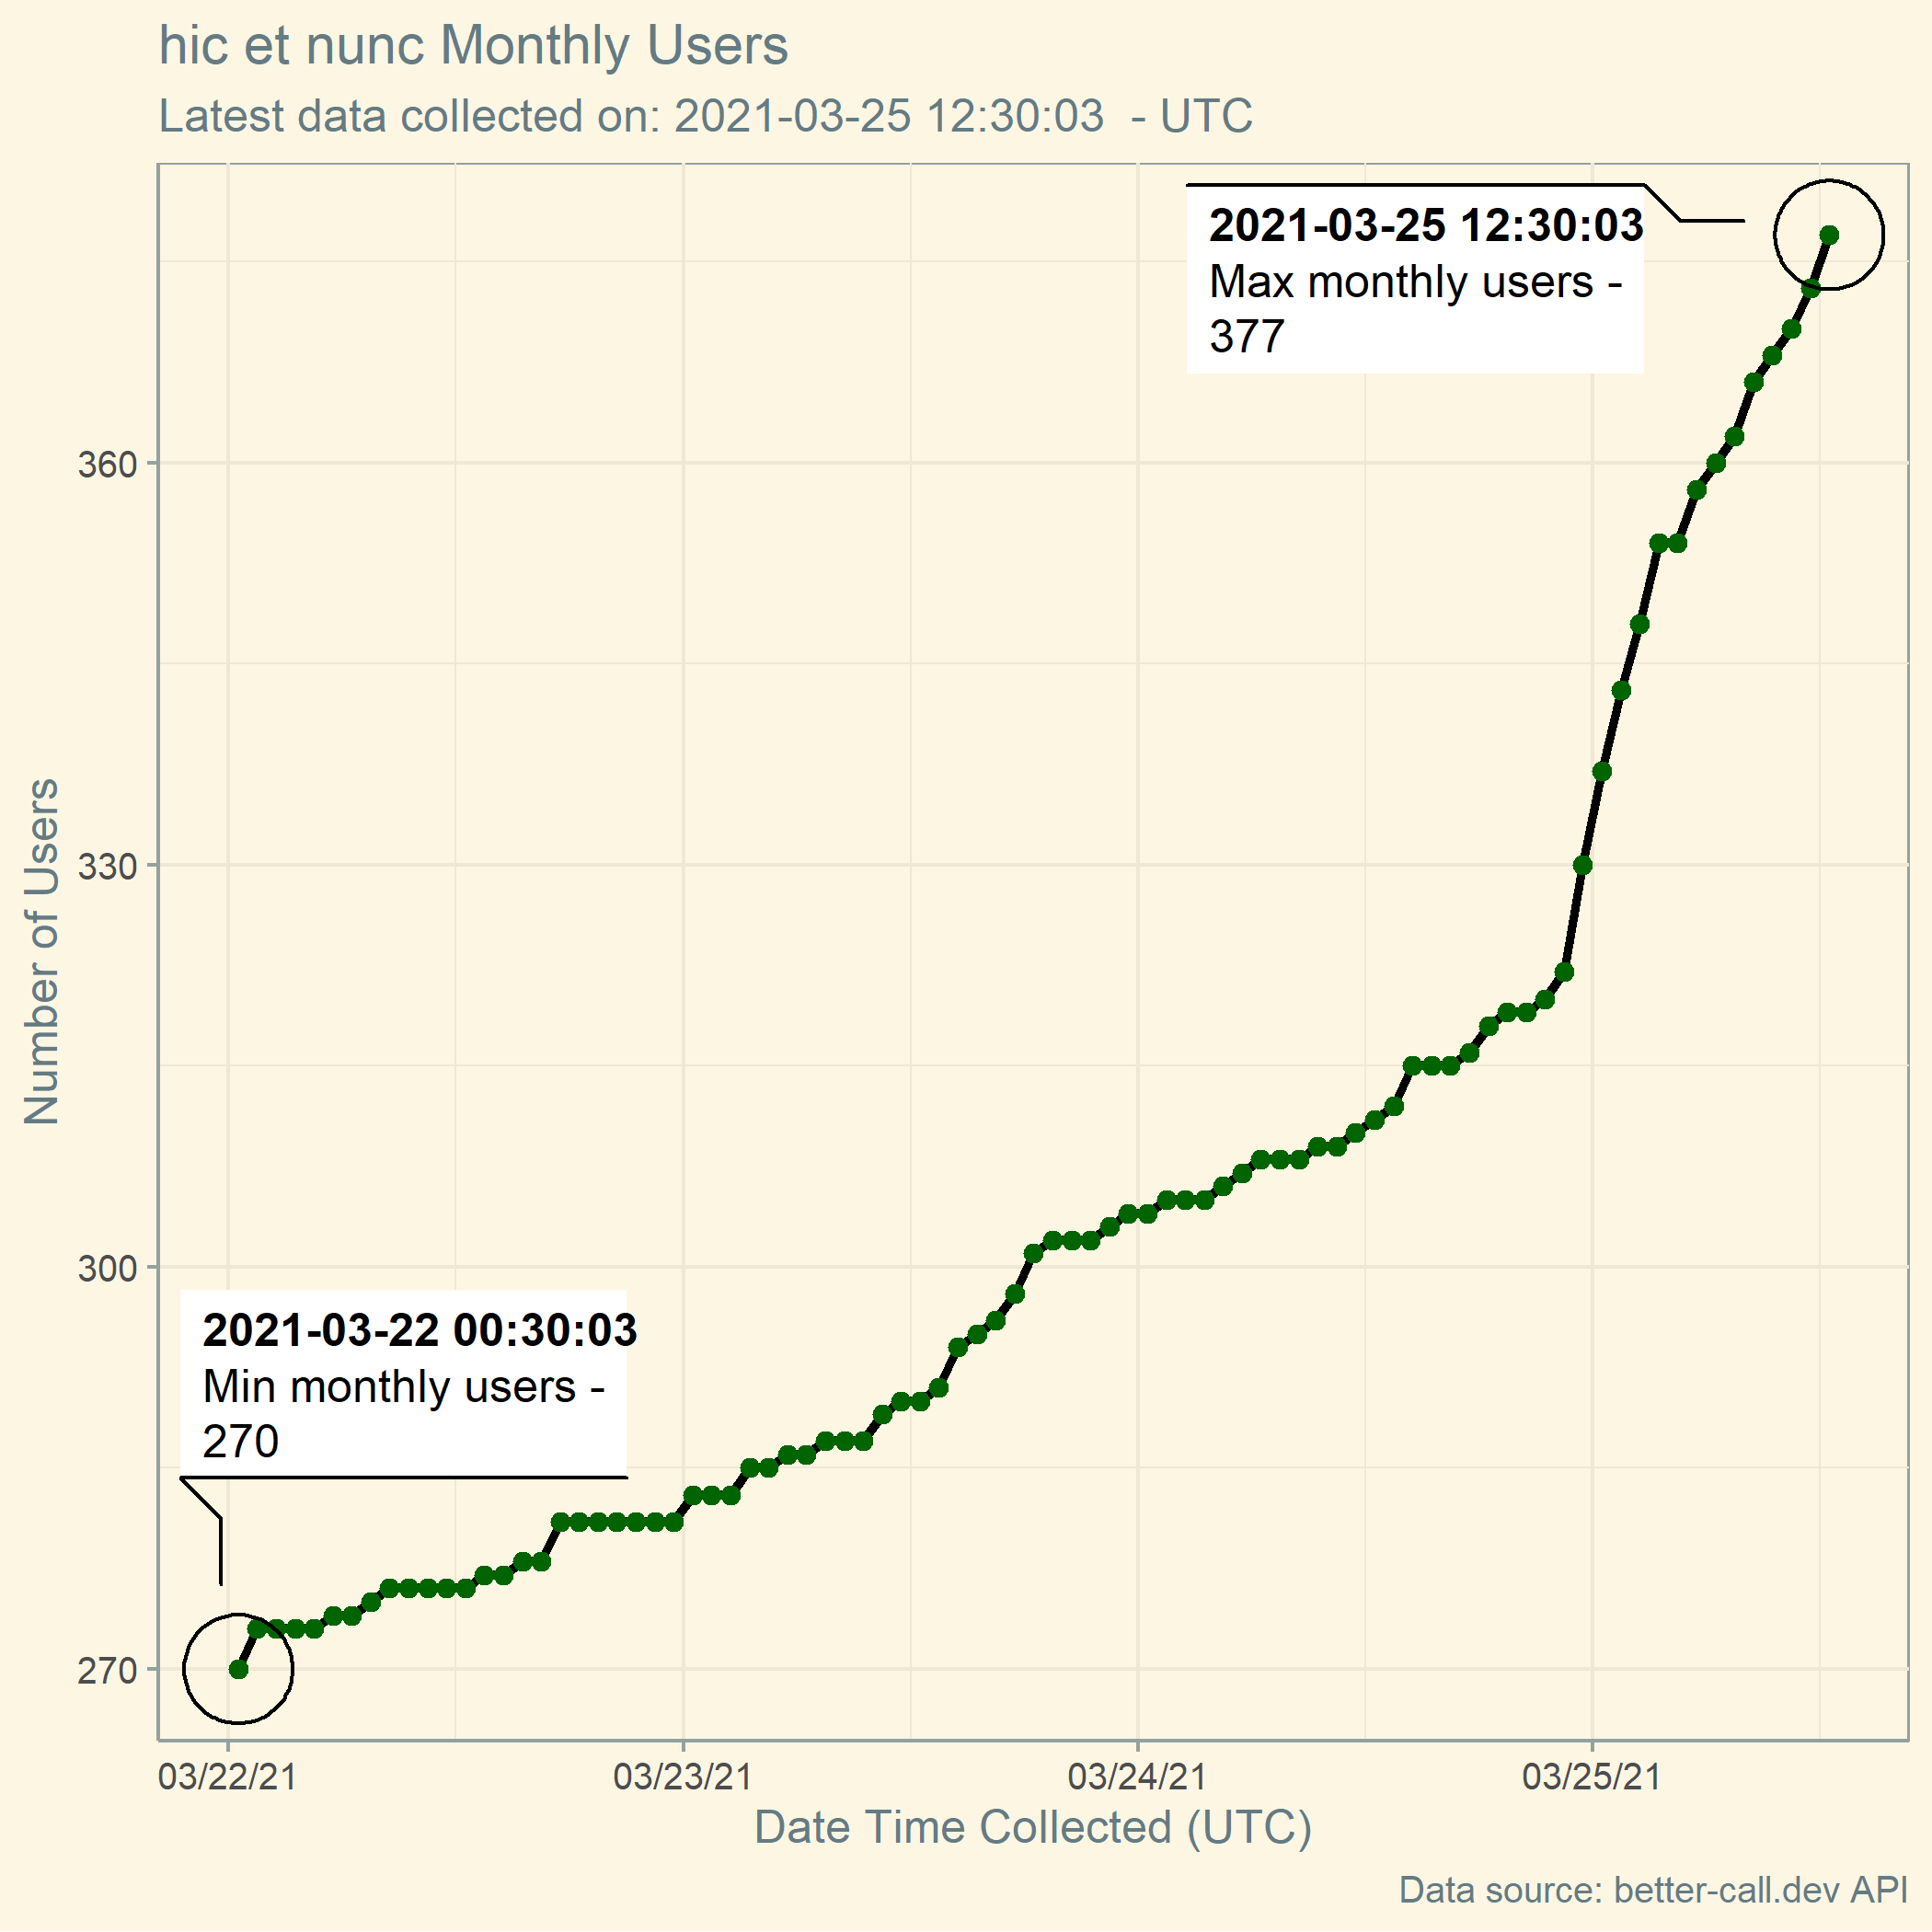 hic et nunc Monthly Users
Latest data collected on: 2021-03-25 12:30:03  - UTC
2021-03-25 12:30:03
Max monthly users -
377
360
330
300
270
Number of Users
2021-03-22 00:30:03
Min monthly users -
270
03/22/21
03/23/21
03/24/21
03/25/21
Date Time Collected (UTC)
Data source: better-call.dev API